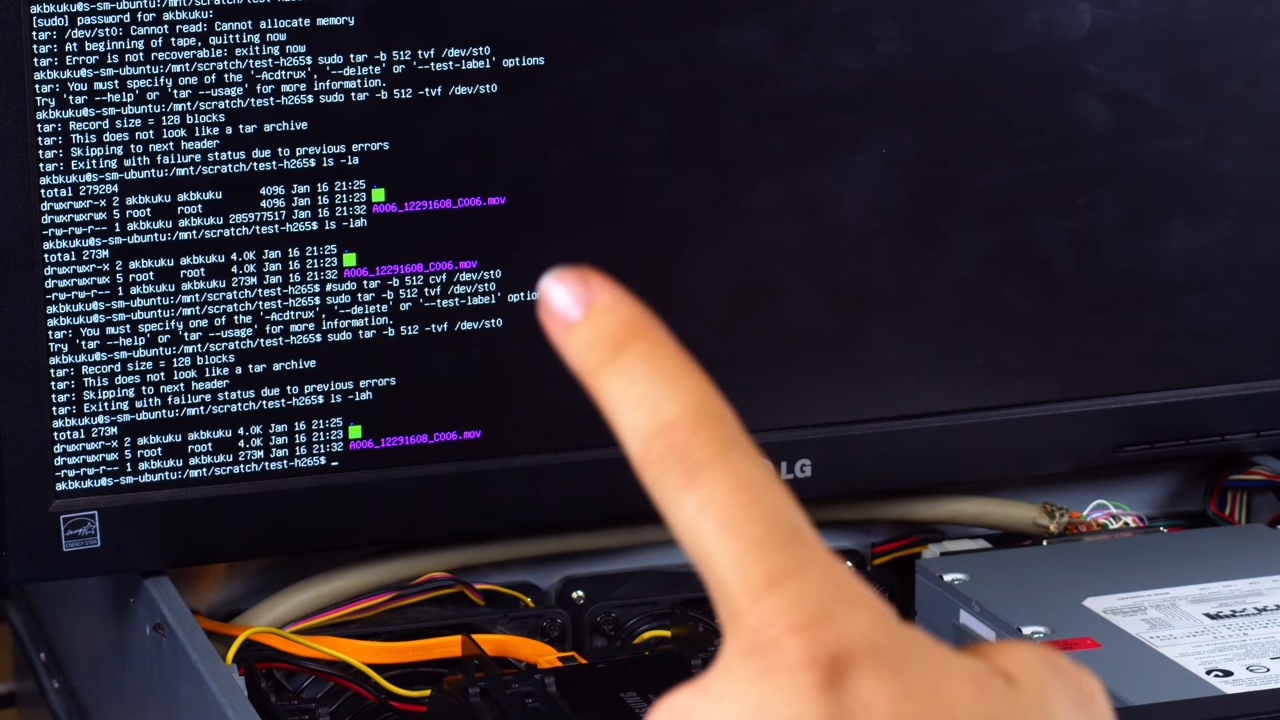 akbkuku@s-sm-ubuntu:/mnt/scratch/test-h265$
[sudo] password for akbkuku:
tar: /dev/st0: Cannot read: Cannot allocate memory
tar: At beginning of tape, quitting now
tar: Error is not recoverable: exiting now
akbkuku@s-sm-ubuntu:/mnt/scratch/test-h265$ sudo tar -b 512 tvf /dev/st0
tar: You must specify one of the '-Acdtrux', '--delete' or '--test-label' options
Try 'tar --help' or 'tar --usage' for more information.
akbkuku@s-sm-ubuntu:/mnt/scratch/test-h265$ sudo tar -b 512 -tvf /dev/st0
tar: Record size = 128 blocks
tar: This does not look like a tar archive
tar: Skipping to next header
tar: Exiting with failure status due to previous errors
akbkuku@s-sm-ubuntu:/mnt/scratch/test-h265$ ls -la
total 279284
drwxrwxr-x 2 akbkuku akbkuku 4096 Jan 16 21:25 .
drwxrwxrwx 5 root root 4096 Jan 16 21:23
-rw-rw-r-- 1 akbkuku akbkuku 285977517 Jan 16 21:32 A006_12291608_C006.mov
akbkuku@s-sm-ubuntu:/mnt/scratch/test-h265$ ls -lah
total 273M
drwxrwxr-x 2 akbkuku akbkuku 4.0K Jan 16 21:25 .
drwxrwxrwx 5 root root 4.0K Jan 16 21:23
-rw-rw-r-- 1 akbkuku akbkuku 273M Jan 16 21:32 A006_12291608_C006.mov
akbkuku@s-sm-ubuntu:/mnt/scratch/test-h265$ #sudo tar -b 512 cvf /dev/st0
akbkuku@s-sm-ubuntu:/mnt/scratch/test-h265$ sudo tar -b 512 tvf /dev/st0
tar: You must specify one of the '-Acdtrux', '--delete' or '--test-label' optio
Try 'tar --help' or 'tar --usage' for more information.
akbkuku@s-sm-ubuntu:/mnt/scratch/test-h265$ sudo tar -b 512 -tvf /dev/st0
tar: Record size = 128 blocks
tar: This does not look like a tar archive
tar: Skipping to next header
tar: Exiting with failure status due to previous errors
akbkuku@s-sm-ubuntu:/mnt/scratch/test-h265$ ls -lah
total 273M
drwxrwxr-x 2 akbkuku akbkuku 4.0K Jan 16 21:25 .
drwxrwxrwx 5 root root 4.0K Jan 16 21:23
-rw-rw-r-- 1 akbkuku akbkuku 273M Jan 16 21:32 A006_12291608_C006.mov
akbkuku@s-sm-ubuntu:/mnt/scratch/test-h265$ _
LG
ENERGY STAR